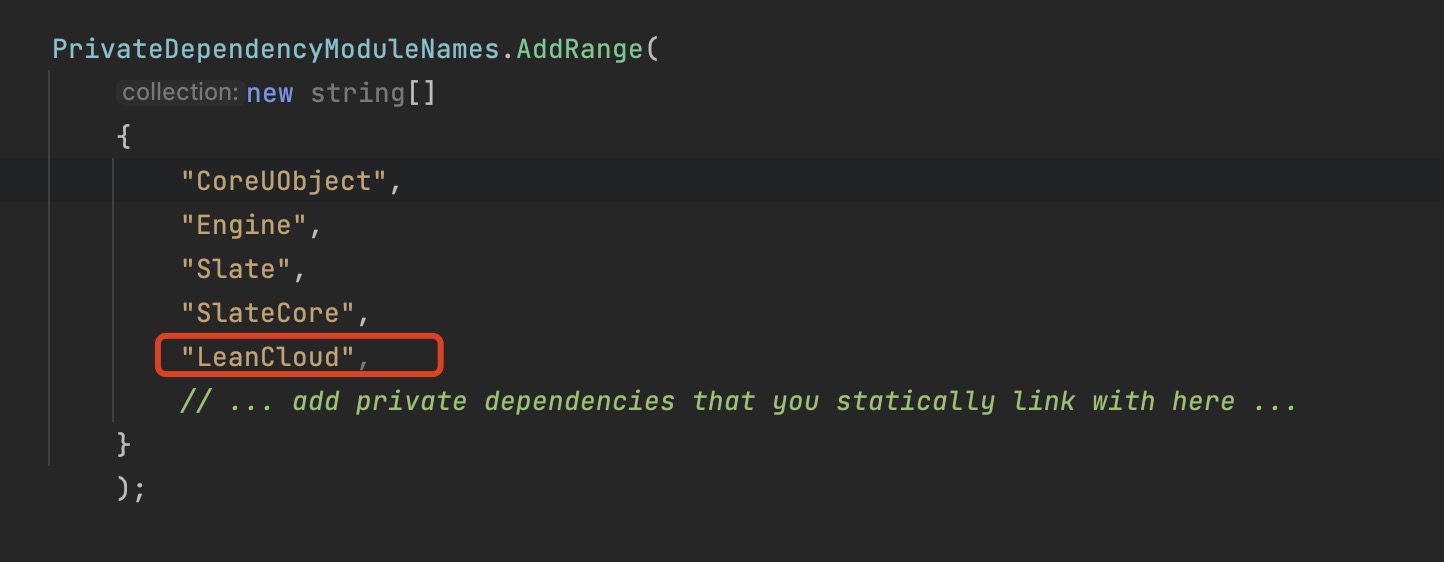 PrivateDependencyModuleNames.AddRange(
collection: new string[]
{
"CoreUObject",
"Engine",
"Slate",
"SlateCore",
"LeanCloud",
// ... add private dependencies that you statically link with here ...
}
);